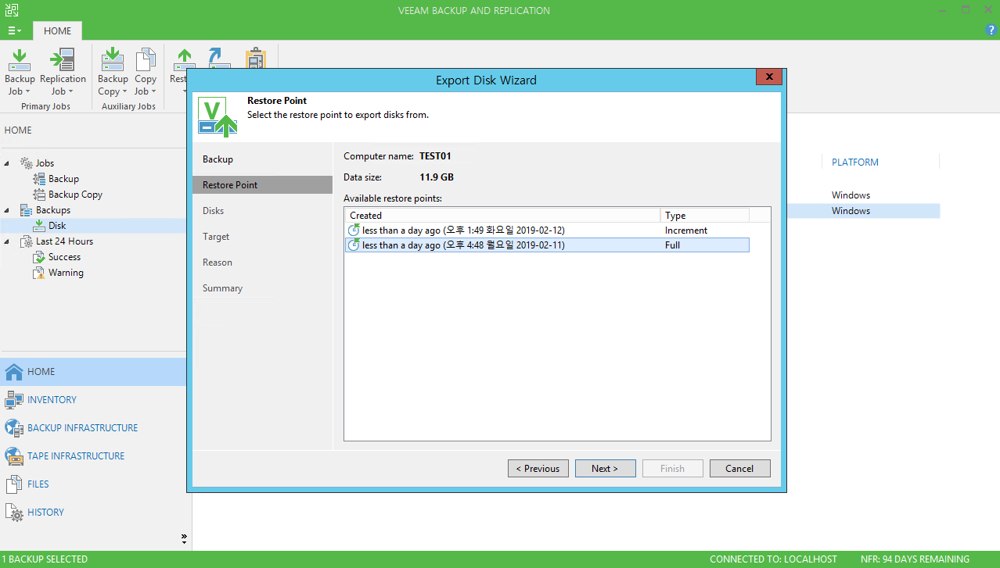 VEEAM BACKUP AND REPLICATION
HOME
?
Backup Job
Replication Job
Backup Copy
Copy Job
Primary Jobs
Auxiliary Jobs
Export Disk Wizard
x
Restore Point
Select the restore point to export disks from.
HOME
Jobs
Backup
Backup Copy
Backups
Disk
Last 24 Hours
Success
Warning
Backup
Restore Point
Disks
Target
Reason
Summary
Computer name: TEST01
Data size: 11.9 GB
Available restore points:
Created Type
less than a day ago (오후 1:49 화요일 2019-02-12) Increment
less than a day ago (오후 4:48 월요일 2019-02-11) Full
PLATFORM
Windows
Windows
HOME
INVENTORY
BACKUP INFRASTRUCTURE
TAPE INFRASTRUCTURE
FILES
HISTORY
< Previous Next > Finish Cancel
1 BACKUP SELECTED
CONNECTED TO: LOCALHOST NFR: 94 DAYS REMAINING